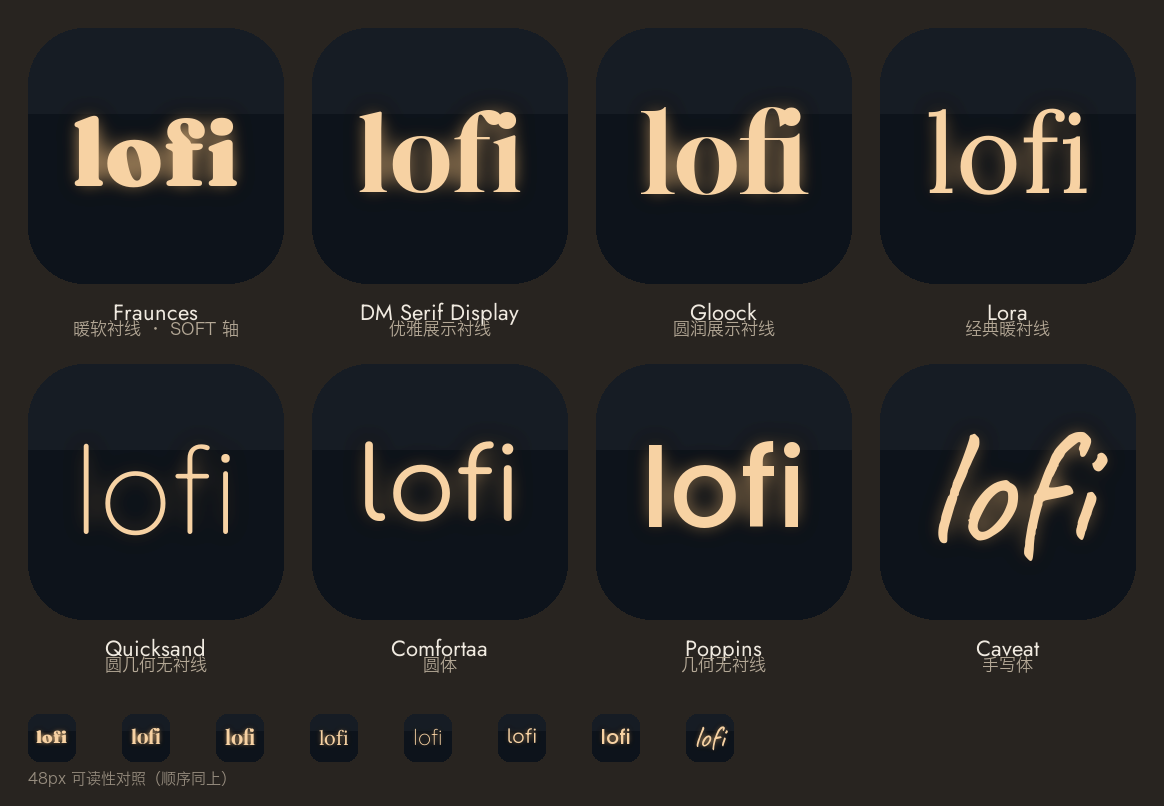 lofi lofi lofi lofi
Fraunces DM Serif Display Gloock Lora
暖软衬线 · SOFT 轴 优雅展示衬线 圆润展示衬线 经典暖衬线
lofi lofi lofi lofi
Quicksand Comfortaa Poppins Caveat
圆几何无衬线 圆体 几何无衬线 手写体
lofi lofi lofi lofi lofi lofi lofi lofi
48px 可读性对照（顺序同上）